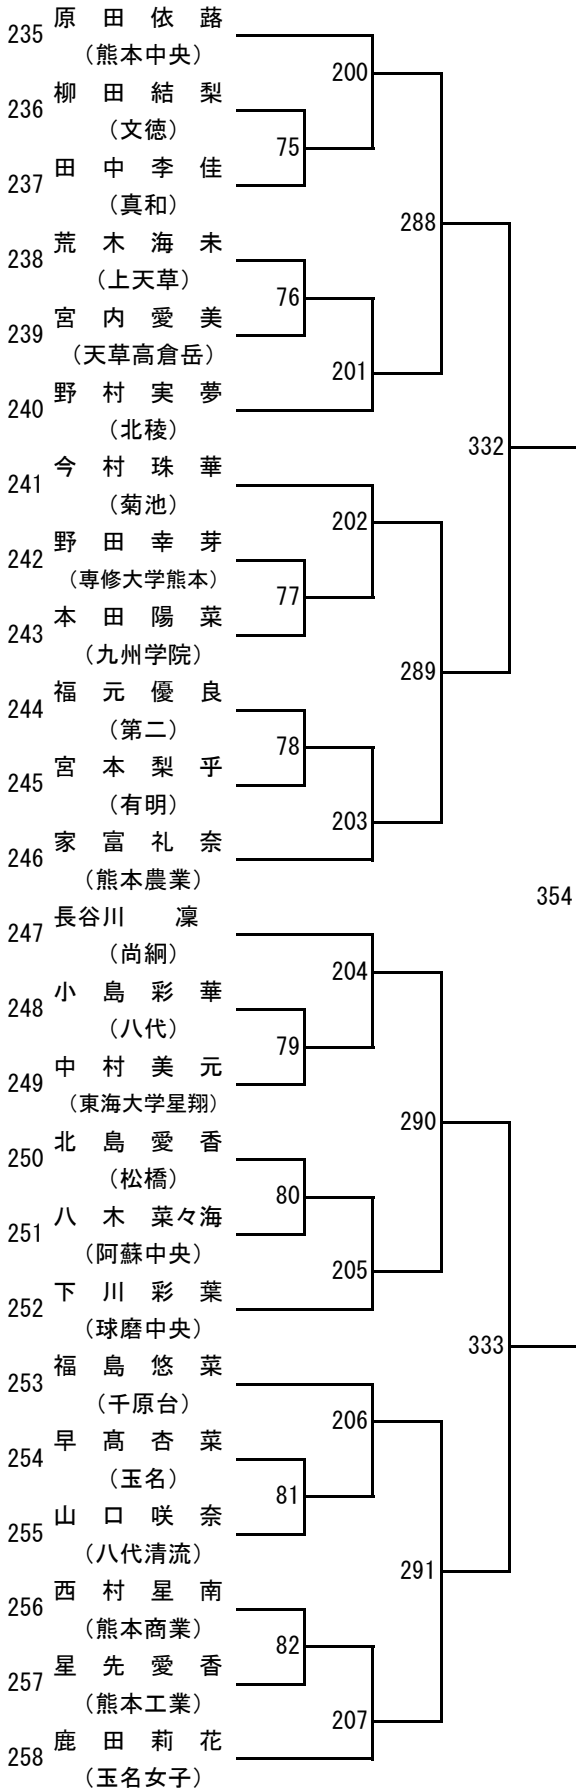 235 原 田 依 蕗
（熊本中央）
200
236 柳 田 結 梨
（文徳）
75
237 田 中 李 佳
（真和）
288
238 荒 木 海 未
（上天草）
76
239 宮 内 愛 美
（天草高倉岳）
201
240 野 村 実 夢
（北稜）
332
241 今 村 珠 華
（菊池）
202
242 野 田 幸 芽
（専修大学熊本）
77
243 本 田 陽 菜
（九州学院）
289
244 福 元 優 良
（第二）
78
245 宮 本 梨 乎
（有明）
203
246 家 富 礼 奈
（熊本農業）
354
247 長谷川 凜
（尚絅）
204
248 小 島 彩 華
（八代）
79
249 中 村 美 元
（東海大学星翔）
290
250 北 島 愛 香
（松橋）
80
251 八 木 菜々海
（阿蘇中央）
205
252 下 川 彩 葉
（球磨中央）
333
253 福 島 悠 菜
（千原台）
206
254 早 髙 杏 菜
（玉名）
81
255 山 口 咲 奈
（八代清流）
291
256 西 村 星 南
（熊本商業）
82
257 星 先 愛 香
（熊本工業）
207
258 鹿 田 莉 花
（玉名女子）